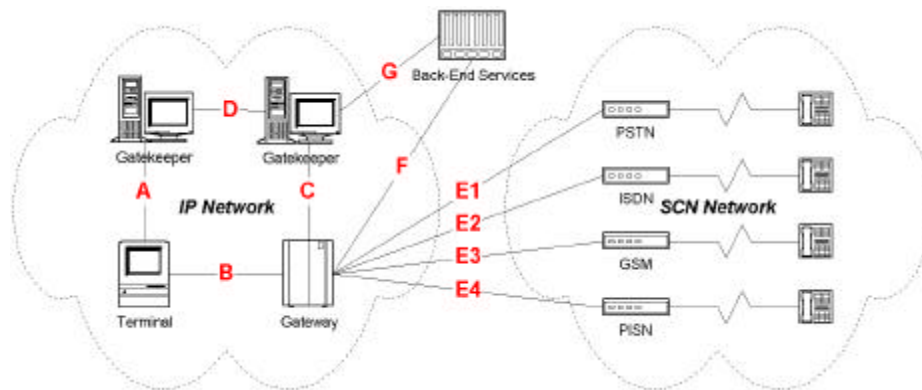 Back-End Services
G
D
Gatekeeper
Gatekeeper
F
PSTN
E1
A
IP Network
C
E2
ISDN
SCN Network
E3
GSM
B
E4
Terminal
Gateway
PISN